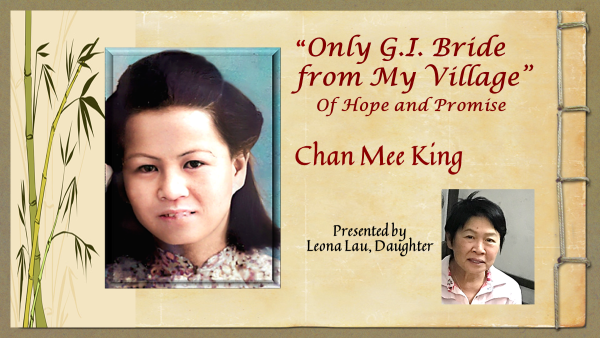 “Only G.I. Bride
from My Village”
Of Hope and Promise
Chan Mee King
Presented by
Leona Lau, Daughter